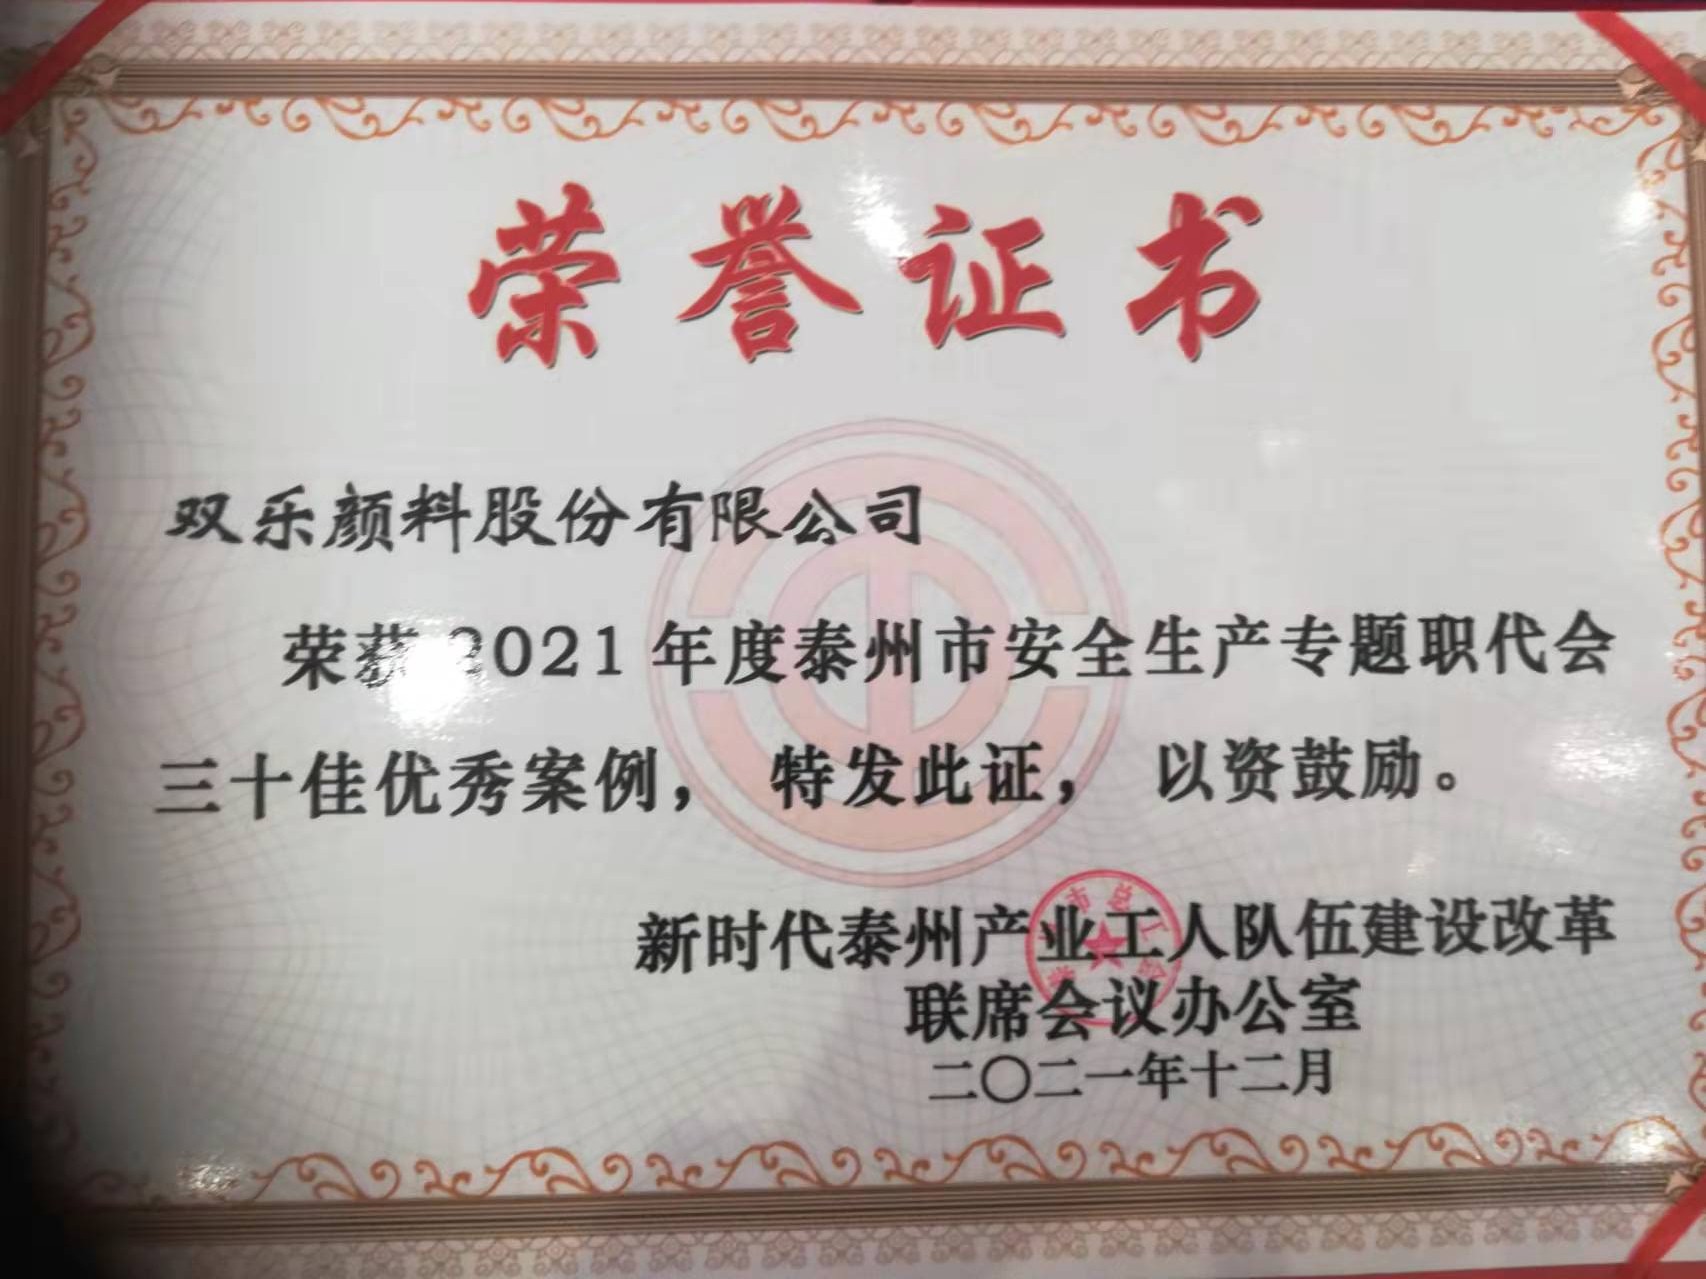 荣誉证书
双乐颜料股份有限公司
荣获2021年度泰州市安全生产专题职代会
三十佳优秀案例，特发此证，以资鼓励。
新时代泰州产业工人队伍建设改革
联席会议办公室
二〇二一年十二月
市总工会